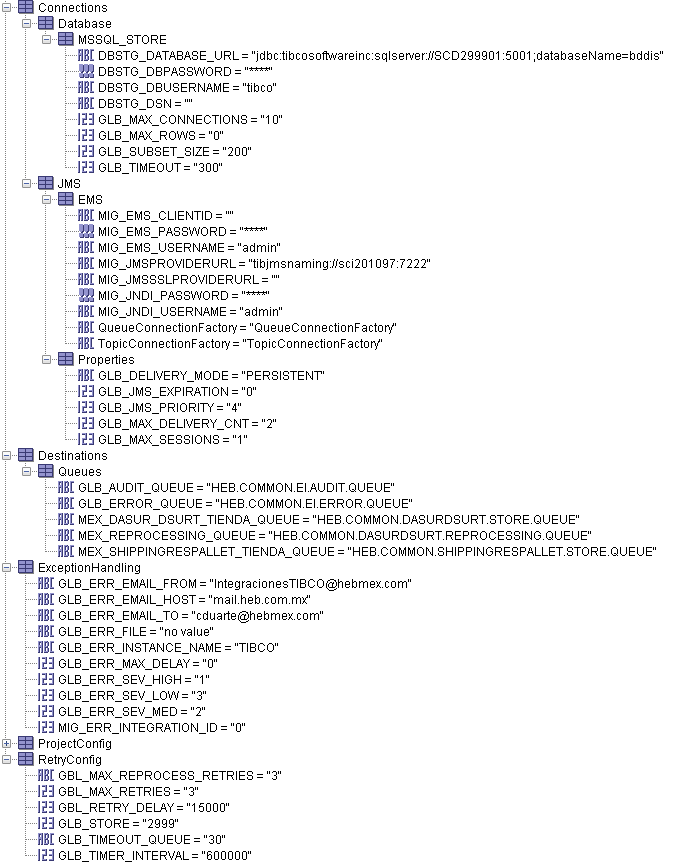 Connections
Database
MSSQL_STORE
DBSTG_DATABASE_URL = "jdbc:tibcosoftwareinc:sqlserver://SCD299901:5001;databaseName=bddis"
DBSTG_DBPASSWORD = "****"
DBSTG_DBUSERNAME = "tibco"
DBSTG_DSN = ""
GLB_MAX_CONNECTIONS = "10"
GLB_MAX_ROWS = "0"
GLB_SUBSET_SIZE = "200"
GLB_TIMEOUT = "300"
JMS
EMS
MIG_EMS_CLIENTID = ""
MIG_EMS_PASSWORD = "****"
MIG_EMS_USERNAME = "admin"
MIG_JMSPROVIDERURL = "tibjmsnaming://sci201097:7222"
MIG_JMSSSLPROVIDERURL = ""
MIG_JNDI_PASSWORD = "****"
MIG_JNDI_USERNAME = "admin"
QueueConnectionFactory = "QueueConnectionFactory"
TopicConnectionFactory = "TopicConnectionFactory"
Properties
GLB_DELIVERY_MODE = "PERSISTENT"
GLB_JMS_EXPIRATION = "0"
GLB_JMS_PRIORITY = "4"
GLB_MAX_DELIVERY_CNT = "2"
GLB_MAX_SESSIONS = "1"
Destinations
Queues
GLB_AUDIT_QUEUE = "HEB.COMMON.EI.AUDIT.QUEUE"
GLB_ERROR_QUEUE = "HEB.COMMON.EI.ERROR.QUEUE"
MEX_DASUR_DSURT_TIENDA_QUEUE = "HEB.COMMON.DASURDSURT.STORE.QUEUE"
MEX_REPROCESSING_QUEUE = "HEB.COMMON.DASURDSURT.REPROCESSING.QUEUE"
MEX_SHIPPINGRESPALLET_TIENDA_QUEUE = "HEB.COMMON.SHIPPINGRESPALLET.STORE.QUEUE"
ExceptionHandling
GLB_ERR_EMAIL_FROM = "IntegracionesTIBCO@hebmex.com"
GLB_ERR_EMAIL_HOST = "mail.heb.com.mx"
GLB_ERR_EMAIL_TO = "cduarte@hebmex.com"
GLB_ERR_FILE = "no value"
GLB_ERR_INSTANCE_NAME = "TIBCO"
GLB_ERR_MAX_DELAY = "0"
GLB_ERR_SEV_HIGH = "1"
GLB_ERR_SEV_LOW = "3"
GLB_ERR_SEV_MED = "2"
MIG_ERR_INTEGRATION_ID = "0"
ProjectConfig
RetryConfig
GBL_MAX_REPROCESS_RETRIES = "3"
GBL_MAX_RETRIES = "3"
GBL_RETRY_DELAY = "15000"
GLB_STORE = "2999"
GLB_TIMEOUT_QUEUE = "30"
GLB_TIMER_INTERVAL = "600000"